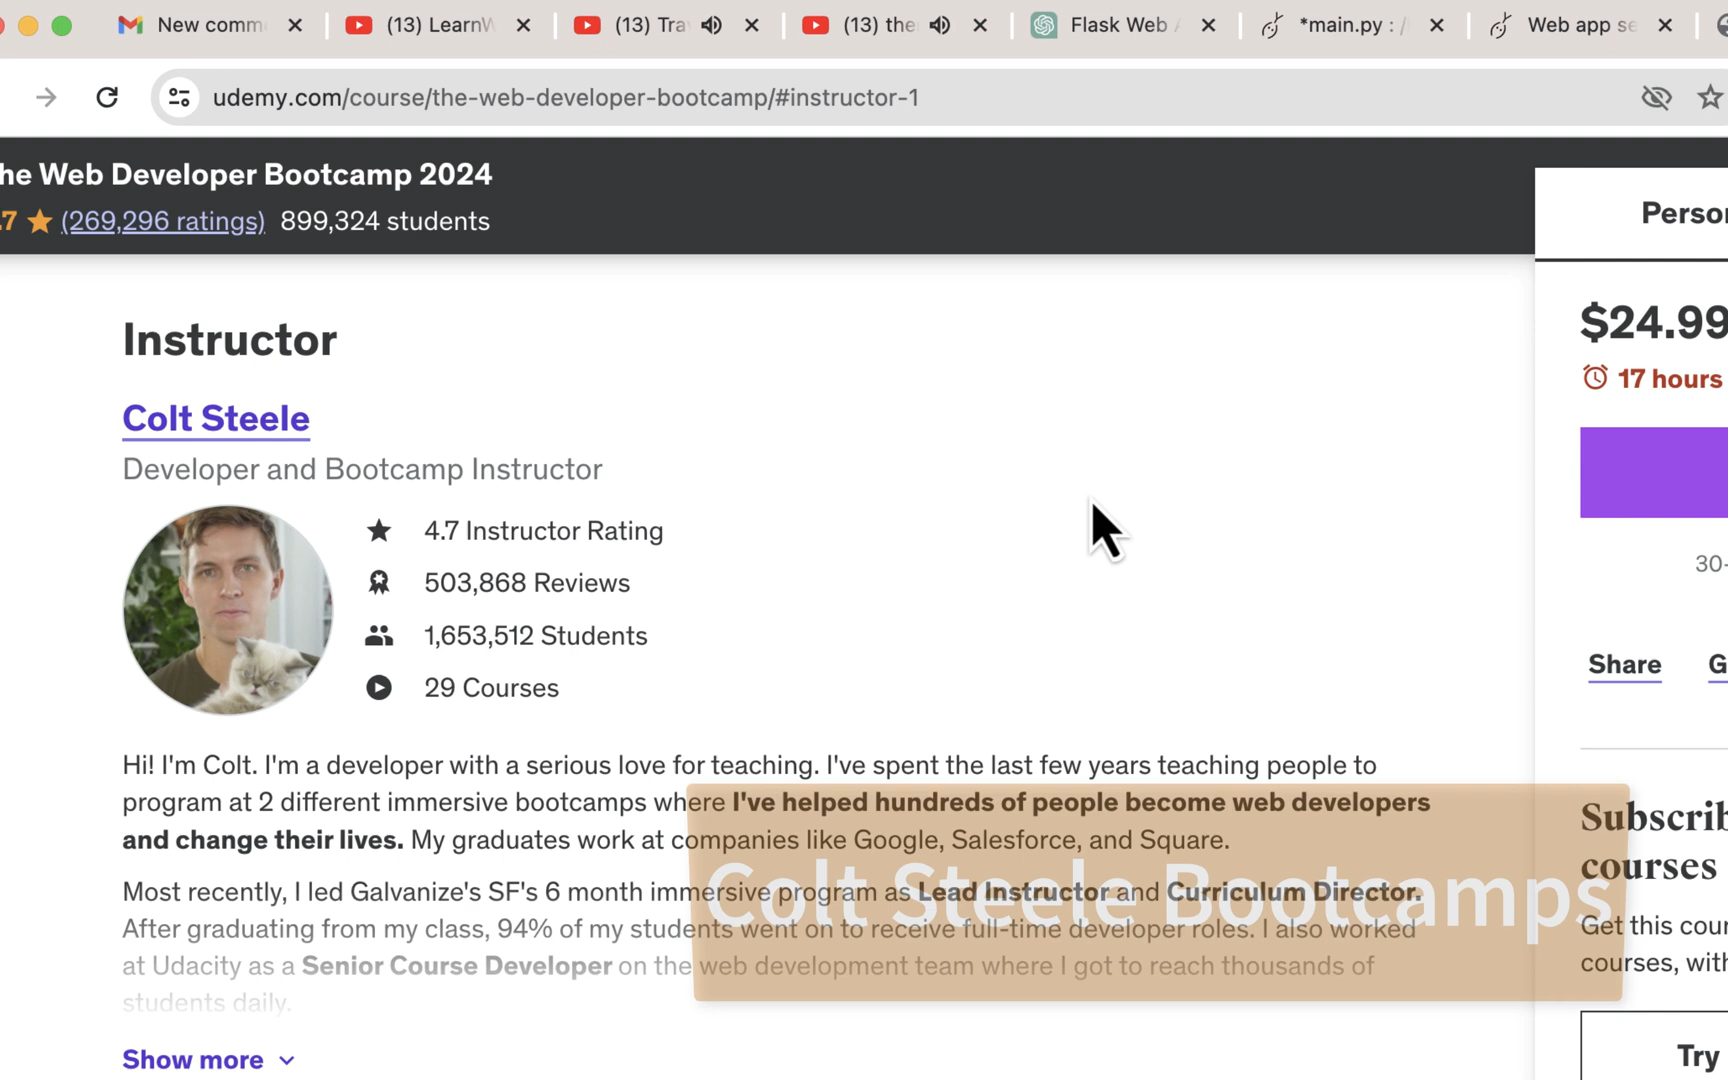 New comm
(13) LearnW
(13) Tra
(13) the
Flask Web
*main.py : /
Web app se
udemy.com/course/the-web-developer-bootcamp/#instructor-1
he Web Developer Bootcamp 2024
.7 (269,296 ratings) 899,324 students
Instructor
Colt Steele
Developer and Bootcamp Instructor
4.7 Instructor Rating
503,868 Reviews
1,653,512 Students
29 Courses
Hi! I'm Colt. I'm a developer with a serious love for teaching. I've spent the last few years teaching people to
program at 2 different immersive bootcamps where I've helped hundreds of people become web developers
and change their lives. My graduates work at companies like Google, Salesforce, and Square.
Most recently, I led Galvanize's SF's 6 month immersive program as Lead Instructor and Curriculum Director.
After graduating from my class, 94% of my students went on to receive full-time developer roles. I also worked
at Udacity as a Senior Course Developer on the web development team where I got to reach thousands of
students daily.
Show more
Colt Steele Bootcamps
Person
$24.99
17 hours
30-
Share
G
Subscrib
courses
Get this cour
courses, with
Try